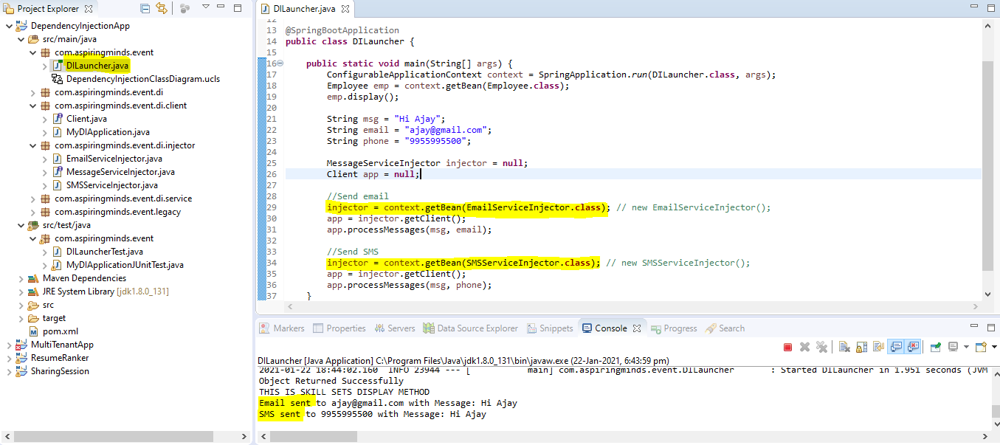 Project Explorer
DependencyInjectionApp
src/main/java
com.aspiringminds.event
DILauncher.java
DependencyInjectionClassDiagram.ucls
com.aspiringminds.event.di
com.aspiringminds.event.di.client
Client.java
MyDIApplication.java
com.aspiringminds.event.di.injector
EmailServiceInjector.java
MessageServiceInjector.java
SMSServiceInjector.java
com.aspiringminds.event.di.service
com.aspiringminds.event.legacy
src/test/java
com.aspiringminds.event
DILauncherTest.java
MyDIApplicationJUnitTest.java
Maven Dependencies
JRE System Library [jdk1.8.0_131]
src
target
pom.xml
MultiTenantApp
ResumeRanker
SharingSession
DILauncher.java
12
13 @SpringBootApplication
14 public class DILauncher {
15
16 public static void main(String[] args) {
17 ConfigurableApplicationContext context = SpringApplication.run(DILauncher.class, args);
18 Employee emp = context.getBean(Employee.class);
19 emp.display();
20
21 String msg = "Hi Ajay";
22 String email = "ajay@gmail.com";
23 String phone = "9955995500";
24
25 MessageServiceInjector injector = null;
26 Client app = null;
27
28 //Send email
29 injector = context.getBean(EmailServiceInjector.class); // new EmailServiceInjector();
30 app = injector.getClient();
31 app.processMessages(msg, email);
32
33 //Send SMS
34 injector = context.getBean(SMSServiceInjector.class); // new SMSServiceInjector();
35 app = injector.getClient();
36 app.processMessages(msg, phone);
37 }
Markers Properties Servers Data Source Explorer Snippets Console Progress Search
DILauncher [Java Application] C:\Program Files\Java\jdk1.8.0_131\bin\javaw.exe (22-Jan-2021, 6:43:59 pm)
2021-01-22 18:44:02.160 INFO 23944 --- [ main] com.aspiringminds.event.DILauncher : Started DILauncher in 1.951 seconds (JVM
Object Returned Successfully
THIS IS SKILL SETS DISPLAY METHOD
Email sent to ajay@gmail.com with Message: Hi Ajay
SMS sent to 9955995500 with Message: Hi Ajay